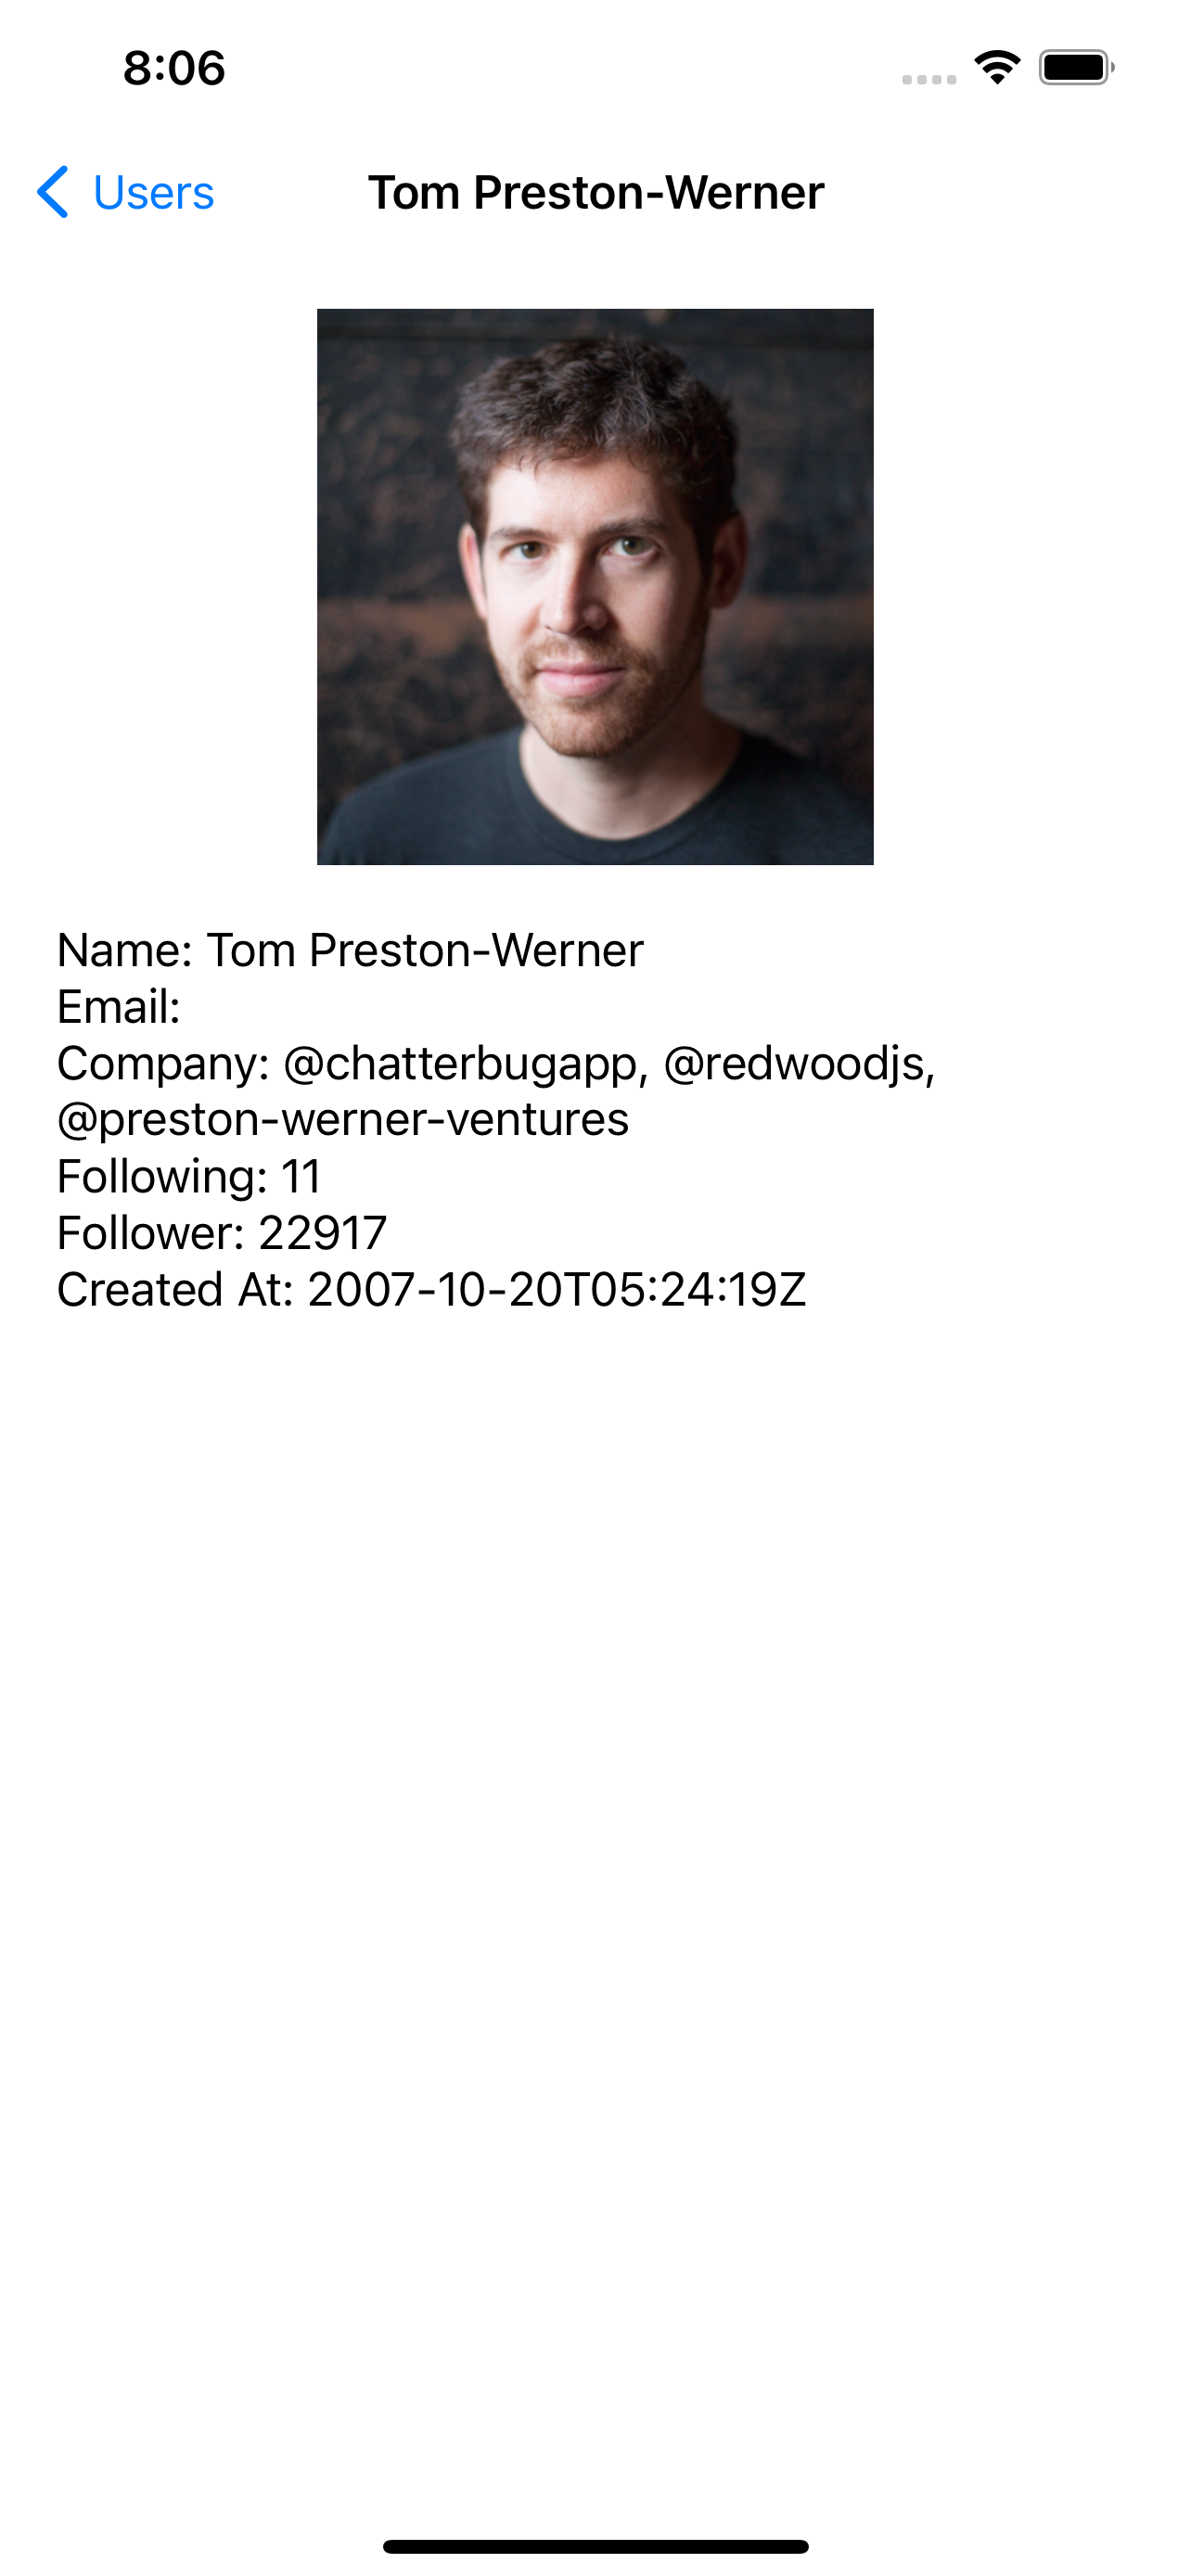 8:06
Users
Tom Preston-Werner
Name: Tom Preston-Werner
Email:
Company: @chatterbugapp, @redwoodjs,
@preston-werner-ventures
Following: 11
Follower: 22917
Created At: 2007-10-20T05:24:19Z